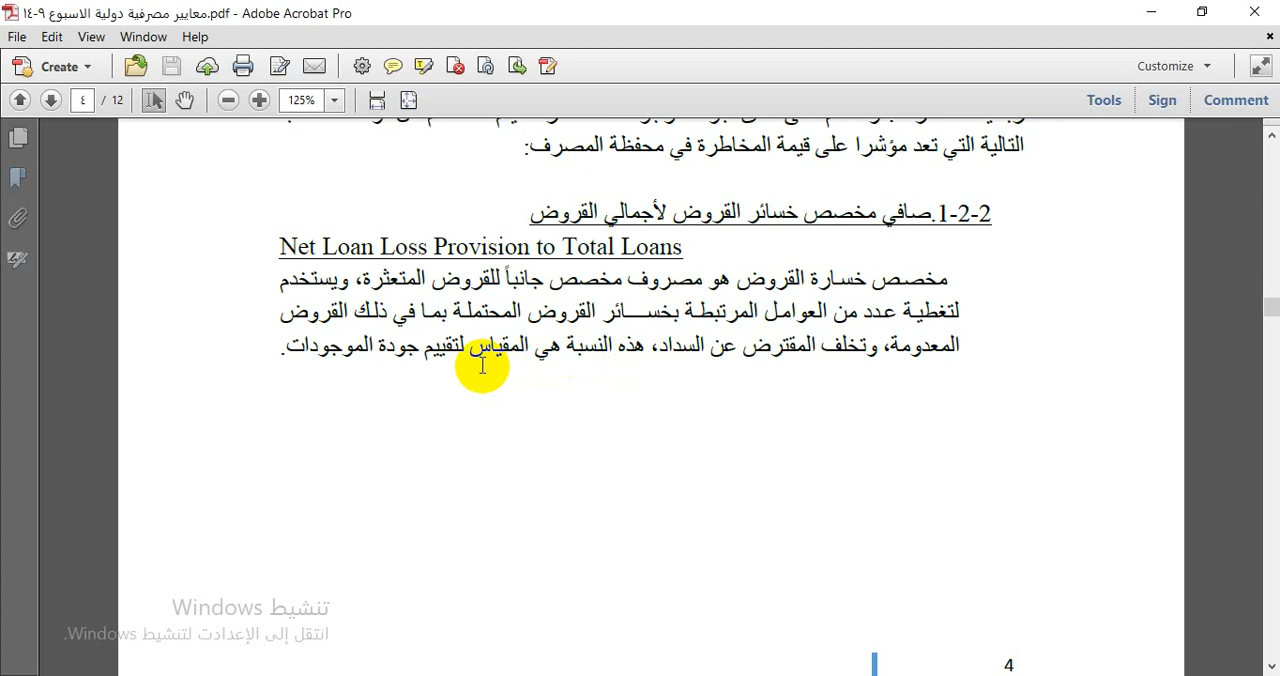 معايير مصرفية دولية الاسبوع ٩-١٤.pdf - Adobe Acrobat Pro
File Edit View Window Help
Create Customize
٤ / 12 125% Tools Sign Comment
التالية التي تعد مؤشرا على قيمة المخاطرة في محفظة المصرف:
1-2-2.صافي مخصص خسائر القروض لأجمالي القروض
Net Loan Loss Provision to Total Loans
مخصص خسارة القروض هو مصروف مخصص جانباً للقروض المتعثرة، ويستخدم
لتغطية عدد من العوامل المرتبطة بخســـائر القروض المحتملة بما في ذلك القروض
المعدومة، وتخلف المقترض عن السداد، هذه النسبة هي المقياس لتقييم جودة الموجودات.
تنشيط Windows
انتقل إلى الإعدادت لتنشيط Windows.
4